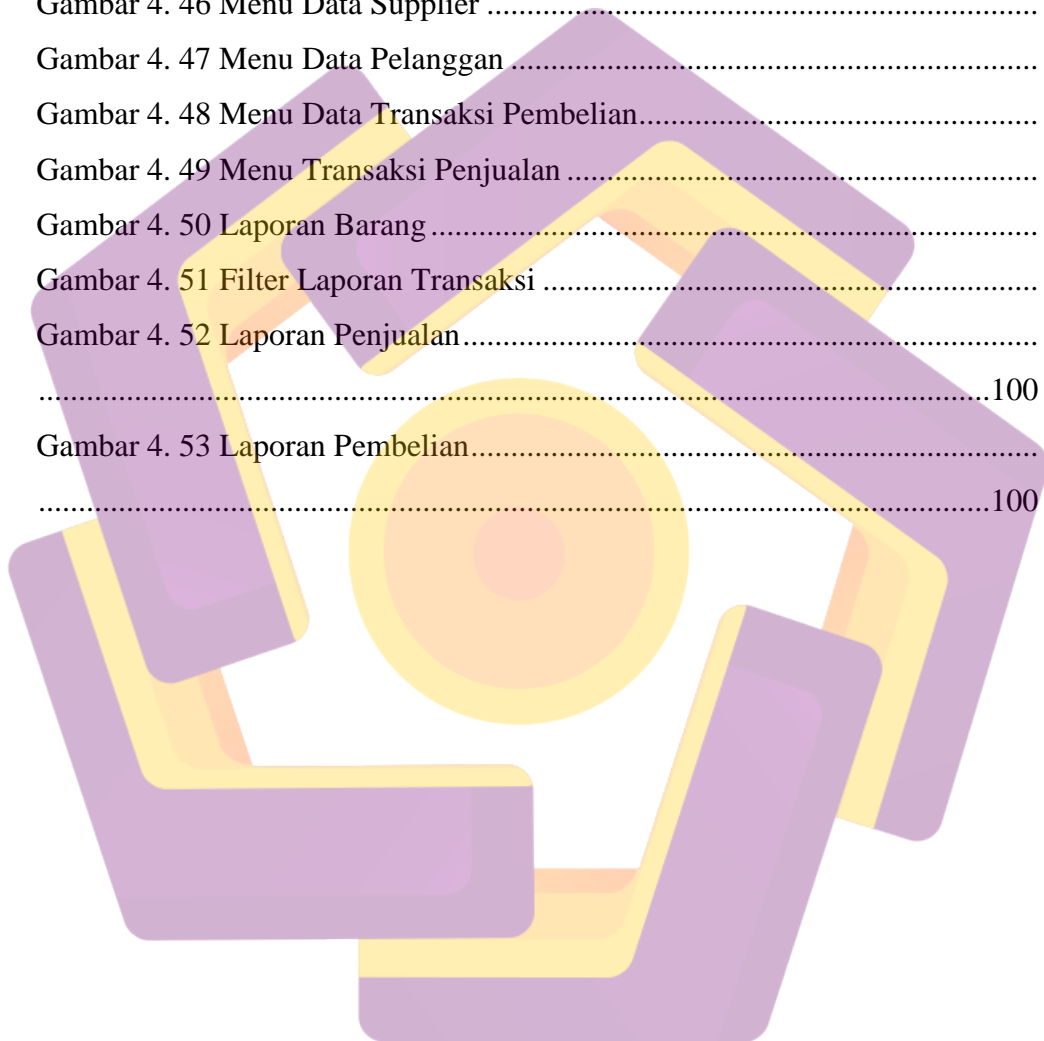 Gambar 4. 46 Menu Data Supplier ....................................................................
Gambar 4. 47 Menu Data Pelanggan .................................................................
Gambar 4. 48 Menu Data Transaksi Pembelian..................................................
Gambar 4. 49 Menu Transaksi Penjualan ..........................................................
Gambar 4. 50 Laporan Barang ...........................................................................
Gambar 4. 51 Filter Laporan Transaksi .............................................................
Gambar 4. 52 Laporan Penjualan.......................................................................
......................................................................................................................100
Gambar 4. 53 Laporan Pembelian......................................................................
......................................................................................................................100